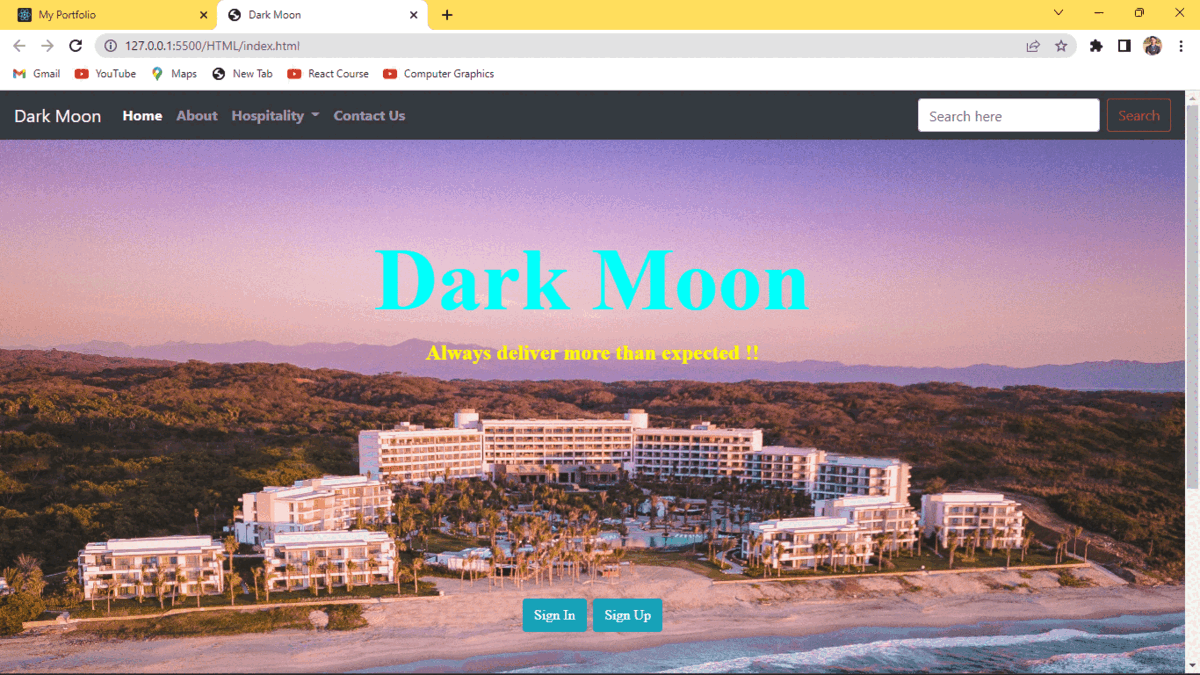 My Portfolio
Dark Moon
127.0.0.1:5500/HTML/index.html
Gmail YouTube Maps New Tab React Course Computer Graphics
Dark Moon Home About Hospitality Contact Us Search here Search
Dark Moon
Always deliver more than expected !!
Sign In Sign Up